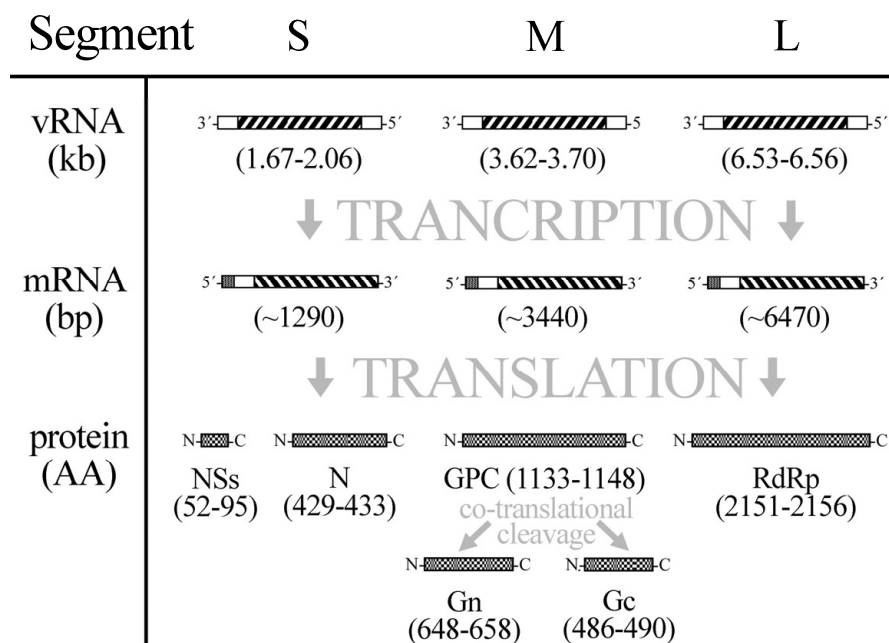 Segment S M L
vRNA 3´ 5´ 3´ 5 3´ 5´
(kb) (1.67-2.06) (3.62-3.70) (6.53-6.56)
TRANCRIPTION
mRNA 5´ 3´ 5´ 3´ 5´ 3´
(bp) (~1290) (~3440) (~6470)
TRANSLATION
protein N C N C N C N C
(AA) NSs N GPC (1133-1148) RdRp
(52-95) (429-433) (2151-2156)
co-translational
cleavage
N C N C
Gn Gc
(648-658) (486-490)